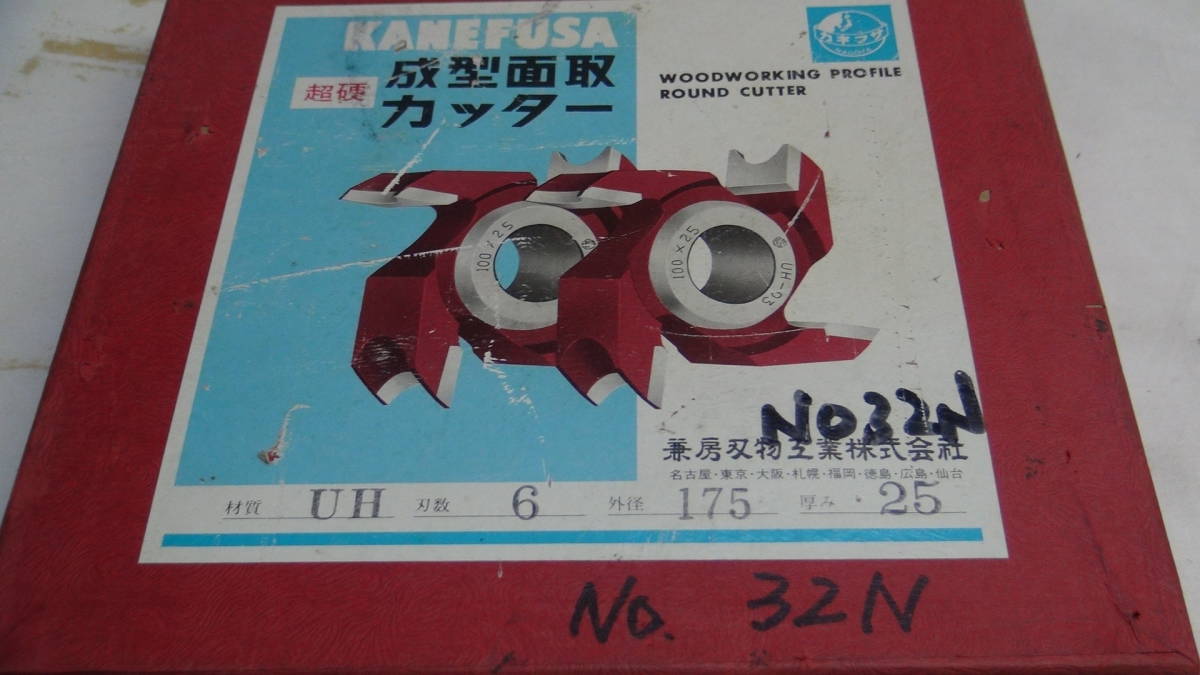 KANEFUSA
超硬
成型面取
カッター
カネフサ
WOODWORKING PROFILE
ROUND CUTTER
100×25
100×25
UH-93
No32N
兼房刃物工業株式会社
名古屋・東京・大阪・札幌・福岡・徳島・広島・仙台
材質 UH 刃数 6 外径 175 厚み 25
No. 32N